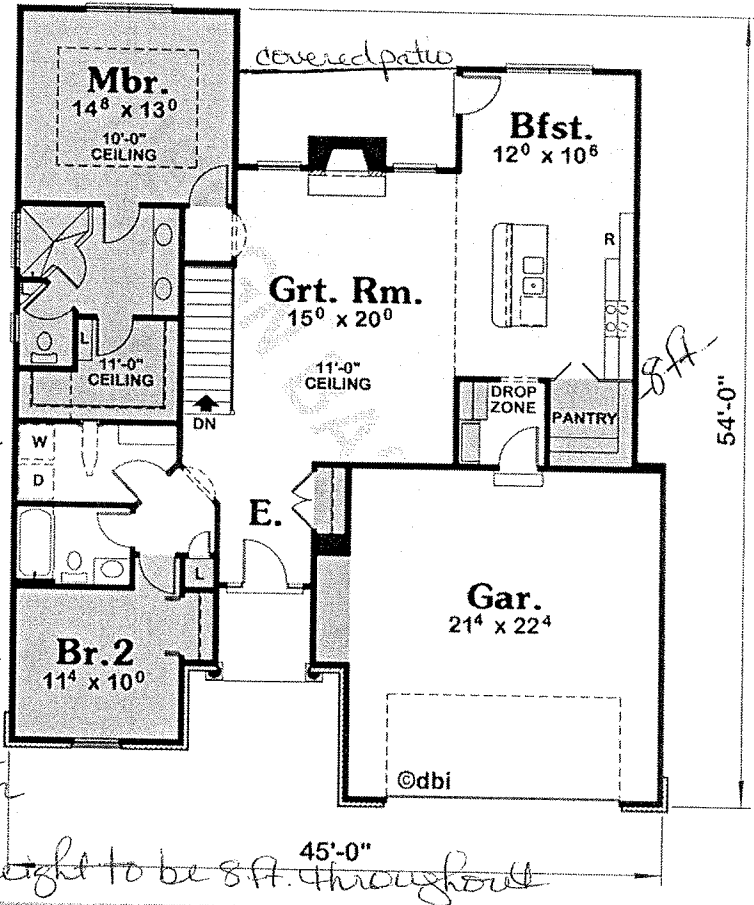 covered patio
Mbr.
14⁸ x 13⁰
10'-0"
CEILING
Bfst.
12⁰ x 10⁶
R
Grt. Rm.
15⁰ x 20⁰
11'-0"
CEILING
L
11'-0"
CEILING
8 ft.
DROP
ZONE
PANTRY
54'-0"
DN
W
D
E.
L
Gar.
21⁴ x 22⁴
Br.2
11⁴ x 10⁰
©dbi
45'-0"
to be 8 ft. throughout